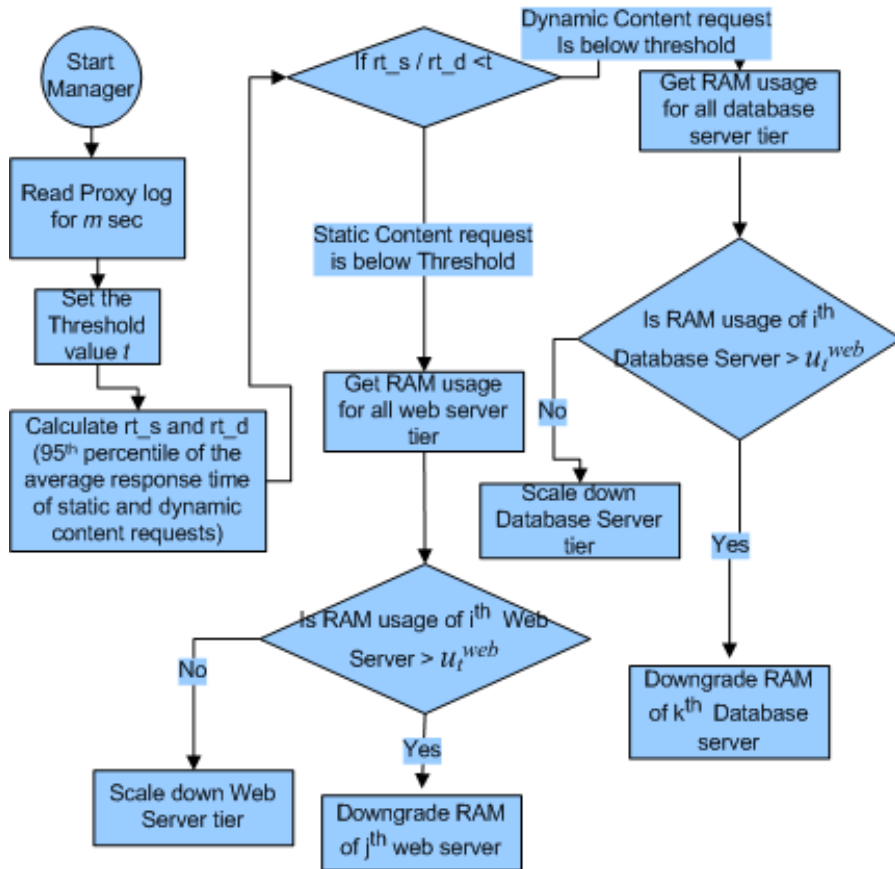 Start
Manager
Read Proxy log
for m sec
Set the
Threshold
value t
Calculate rt_s and rt_d
(95th percentile of the
average response time
of static and dynamic
content requests)
If rt_s / rt_d <t
Dynamic Content request
Is below threshold
Get RAM usage
for all database
server tier
Static Content request
is below Threshold
Is RAM usage of ith
Database Server > ut^web
No
Scale down
Database Server
tier
Yes
Downgrade RAM
of kth Database
server
Get RAM usage
for all web server
tier
Is RAM usage of ith Web
Server > ut^web
No
Scale down Web
Server tier
Yes
Downgrade RAM
of jth web server